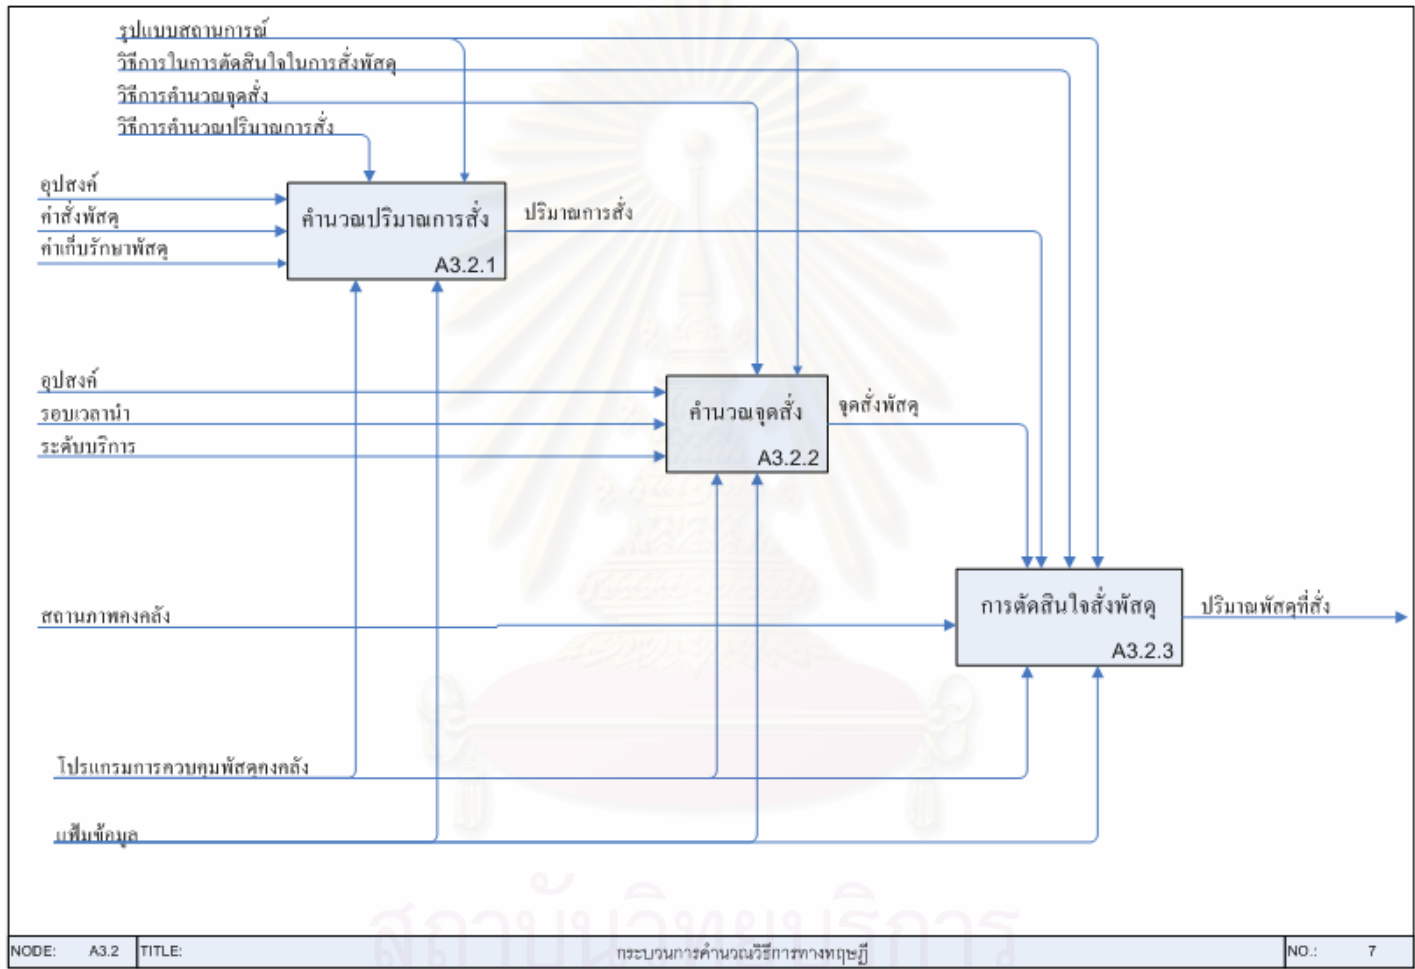 รูปแบบสถานการณ์
วิธีการในการตัดสินใจในการสั่งพัสดุ
วิธีการคำนวณจุดสั่ง
วิธีการคำนวณปริมาณการสั่ง
อุปสงค์
ค่าสั่งพัสดุ
ค่าเก็บรักษาพัสดุ
คำนวณปริมาณการสั่ง
A3.2.1
ปริมาณการสั่ง
อุปสงค์
รอบเวลานำ
ระดับบริการ
คำนวณจุดสั่ง
A3.2.2
จุดสั่งพัสดุ
สถานภาพคงคลัง
การตัดสินใจสั่งพัสดุ
A3.2.3
ปริมาณพัสดุที่สั่ง
โปรแกรมการควบคุมพัสดุคงคลัง
แฟ้มข้อมูล
สถาบันวิทยบริการ
NODE: A3.2 TITLE: กระบวนการคำนวณวิธีการทางทฤษฎี NO.: 7